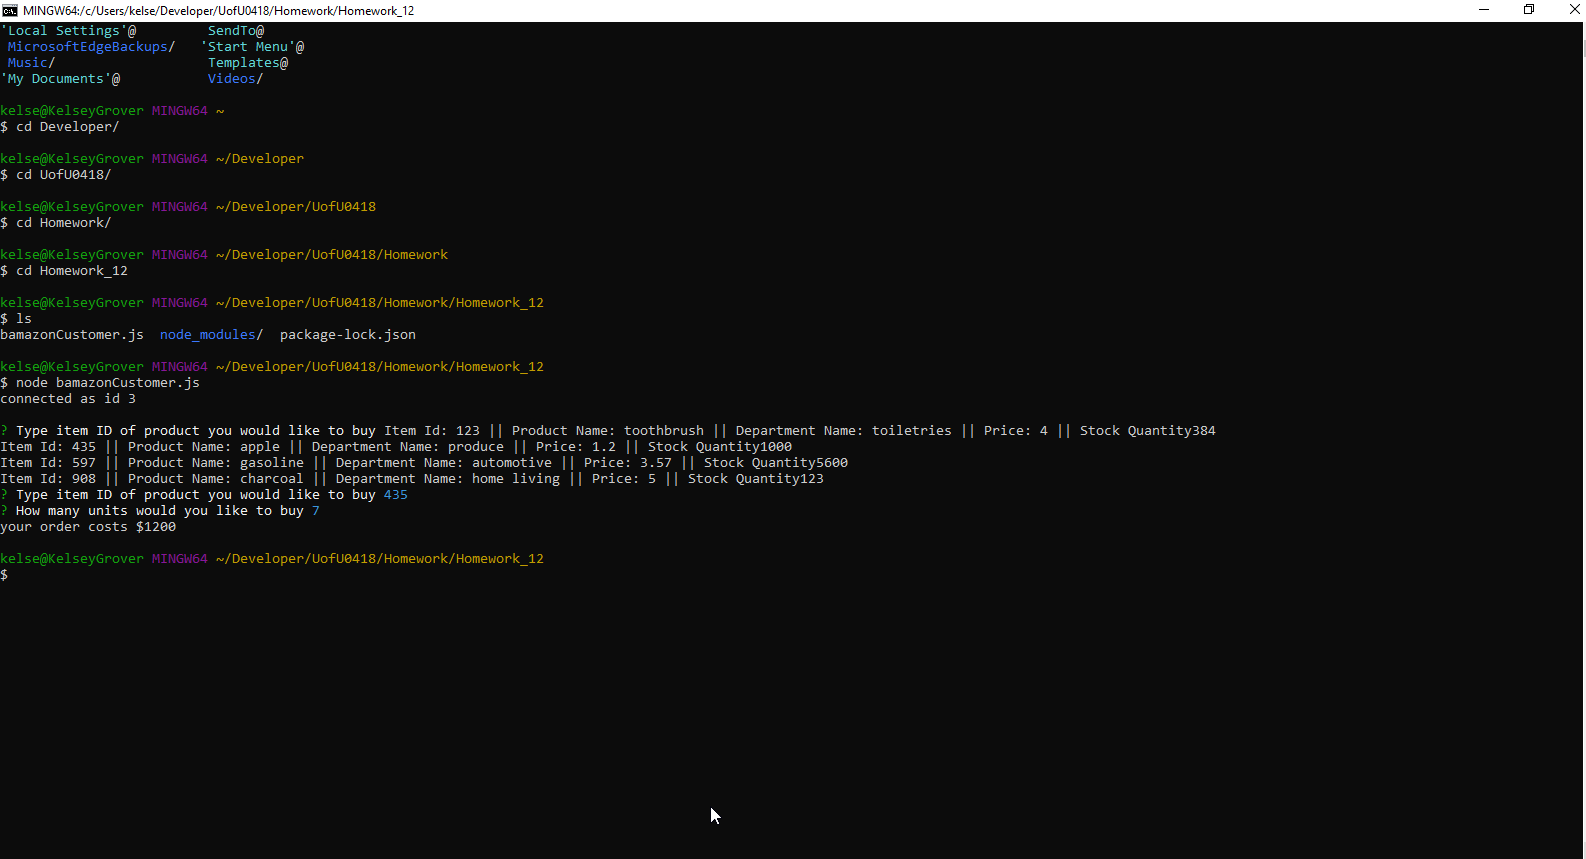 MINGW64:/c/Users/kelse/Developer/UofU0418/Homework/Homework_12
'Local Settings'@         SendTo@
 MicrosoftEdgeBackups/   'Start Menu'@
 Music/                   Templates@
'My Documents'@           Videos/
kelse@KelseyGrover MINGW64 ~
$ cd Developer/
kelse@KelseyGrover MINGW64 ~/Developer
$ cd UofU0418/
kelse@KelseyGrover MINGW64 ~/Developer/UofU0418
$ cd Homework/
kelse@KelseyGrover MINGW64 ~/Developer/UofU0418/Homework
$ cd Homework_12
kelse@KelseyGrover MINGW64 ~/Developer/UofU0418/Homework/Homework_12
$ ls
bamazonCustomer.js  node_modules/  package-lock.json
kelse@KelseyGrover MINGW64 ~/Developer/UofU0418/Homework/Homework_12
$ node bamazonCustomer.js
connected as id 3
? Type item ID of product you would like to buy Item Id: 123 || Product Name: toothbrush || Department Name: toiletries || Price: 4 || Stock Quantity384
Item Id: 435 || Product Name: apple || Department Name: produce || Price: 1.2 || Stock Quantity1000
Item Id: 597 || Product Name: gasoline || Department Name: automotive || Price: 3.57 || Stock Quantity5600
Item Id: 908 || Product Name: charcoal || Department Name: home living || Price: 5 || Stock Quantity123
? Type item ID of product you would like to buy 435
? How many units would you like to buy 7
your order costs $1200
kelse@KelseyGrover MINGW64 ~/Developer/UofU0418/Homework/Homework_12
$